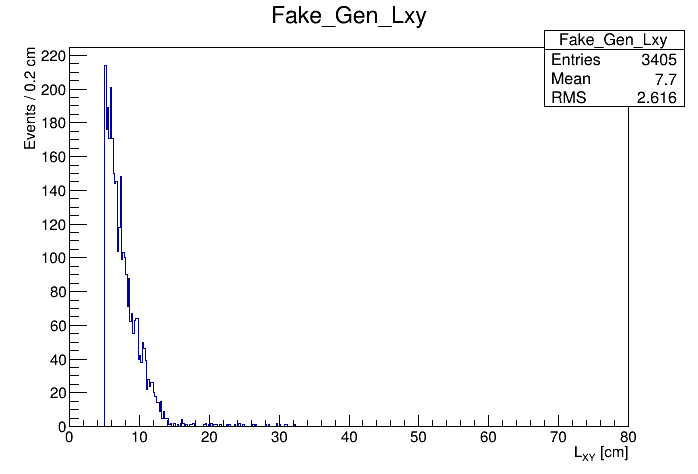 Fake_Gen_Lxy
Fake_Gen_Lxy
Entries 3405
Mean 7.7
RMS 2.616
Events / 0.2 cm
220
200
180
160
140
120
100
80
60
40
20
0
0 10 20 30 40 50 60 70 80
L_XY [cm]